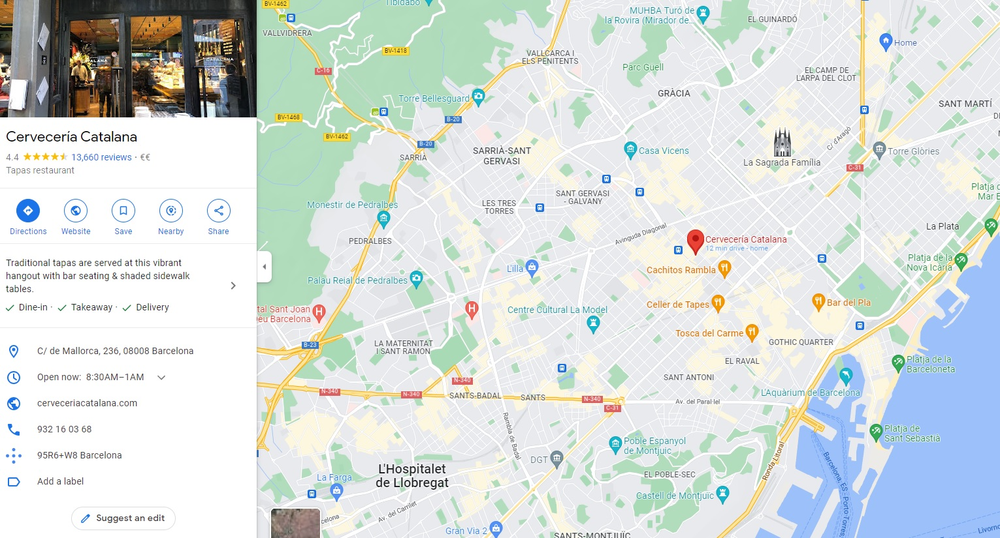 CATALANA
CATALANA
Cervecería Catalana
4.4 13,660 reviews · €€
Tapas restaurant
Directions
Website
Save
Nearby
Share
Traditional tapas are served at this vibrant
hangout with bar seating & shaded sidewalk
tables.
Dine-in · Takeaway · Delivery
C/ de Mallorca, 236, 08008 Barcelona
Open now: 8:30AM–1AM
cerveceriacatalana.com
932 16 03 68
95R6+W8 Barcelona
Add a label
Suggest an edit
BV-1462
Tibidabo
VALLVIDRERA
BV-1418
C-16
MUHBA Turó de
la Rovira (Mirador de...
EL GUINARDÓ
Home
VALLCARCA I
ELS PENITENTS
Parc Güell
EL CAMP DE
L'ARPA DEL CLOT
GRÀCIA
Torre Bellesguard
SANT MARTÍ
BV-1468
B-20
BV-1462
B-20
SARRIÀ
SARRIÀ-SANT
GERVASI
Casa Vicens
C/ d'Aragó
La Sagrada Família
Torre Glòries
C-31
Platja d
Mar B
SANT GERVASI
- GALVANY
LES TRES
TORRES
Monestir de Pedralbes
PEDRALBES
Avinguda Diagonal
La Plata
Cervecería Catalana
12 min drive - home
Platja de la
Nova Icària
L'illa
Cachitos Rambla
Palau Reial de Pedralbes
tal Sant Joan
Déu Barcelona
Centre Cultural La Model
Celler de Tapes
Bar del Pla
Tosca del Carme
GOTHIC QUARTER
B-23
LA MATERNITAT
I SANT RAMON
EL RAVAL
Platja de la
Barceloneta
SANT ANTONI
N-340
N-340
N-340
SANTS-BADAL
SANTS
N-340
C-31
Av. del Paral·lel
L'Aquàrium de Barcelona
Rambla de Badal
Platja de
Sant Sebastià
Poble Espanyol
de Montjuic
DGT
L'Hospitalet
de Llobregat
EL POBLE-SEC
Ronda Litoral
Barcelona, ES - Porto Torres,
La Farga
Castell de Montjuïc
Av. del Carrilet
celona
Gran Via 2
SANTS-MONTJUÏC
Livorno